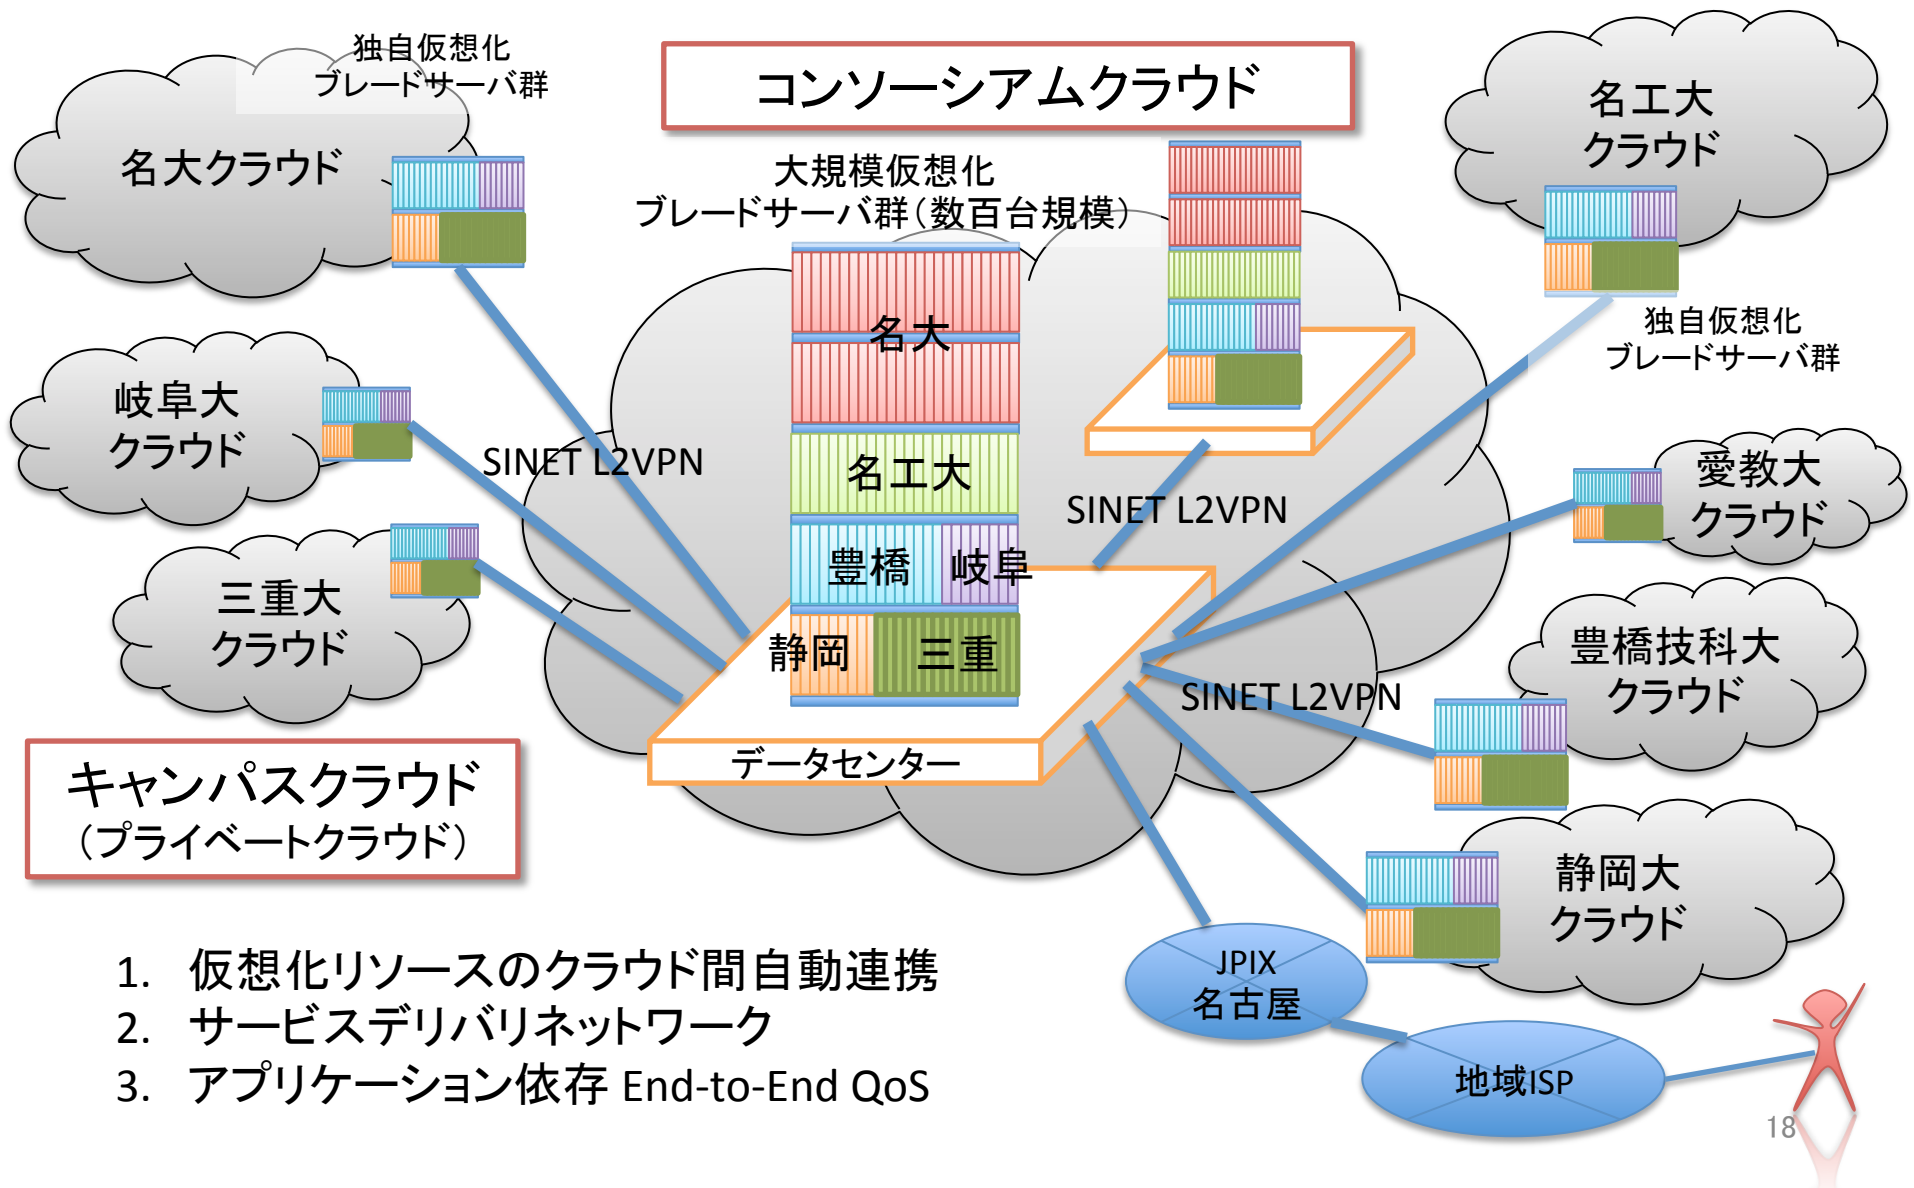 独自仮想化
ブレードサーバ群
名大クラウド
コンソーシアムクラウド
大規模仮想化
ブレードサーバ群（数百台規模）
名工大
クラウド
独自仮想化
ブレードサーバ群
岐阜大
クラウド
SINET L2VPN
三重大
クラウド
名大
名工大
豊橋 岐阜
静岡 三重
データセンター
SINET L2VPN
愛教大
クラウド
豊橋技科大
クラウド
SINET L2VPN
静岡大
クラウド
キャンパスクラウド
（プライベートクラウド）
1. 仮想化リソースのクラウド間自動連携
2. サービスデリバリネットワーク
3. アプリケーション依存 End-to-End QoS
JPIX
名古屋
地域ISP
18